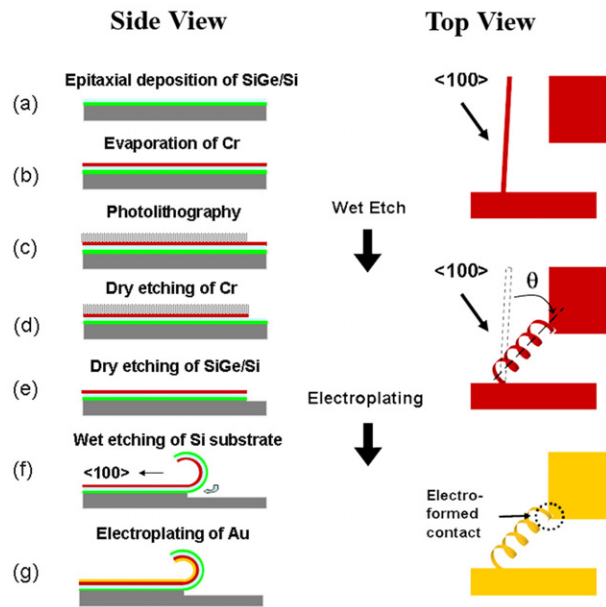 Side View
Top View
Epitaxial deposition of SiGe/Si
(a)
Evaporation of Cr
(b)
Photolithography
(c)
Dry etching of Cr
(d)
Dry etching of SiGe/Si
(e)
Wet etching of Si substrate
(f)
<100>
Electroplating of Au
(g)
<100>
Wet Etch
<100>
θ
Electroplating
Electro-
formed
contact